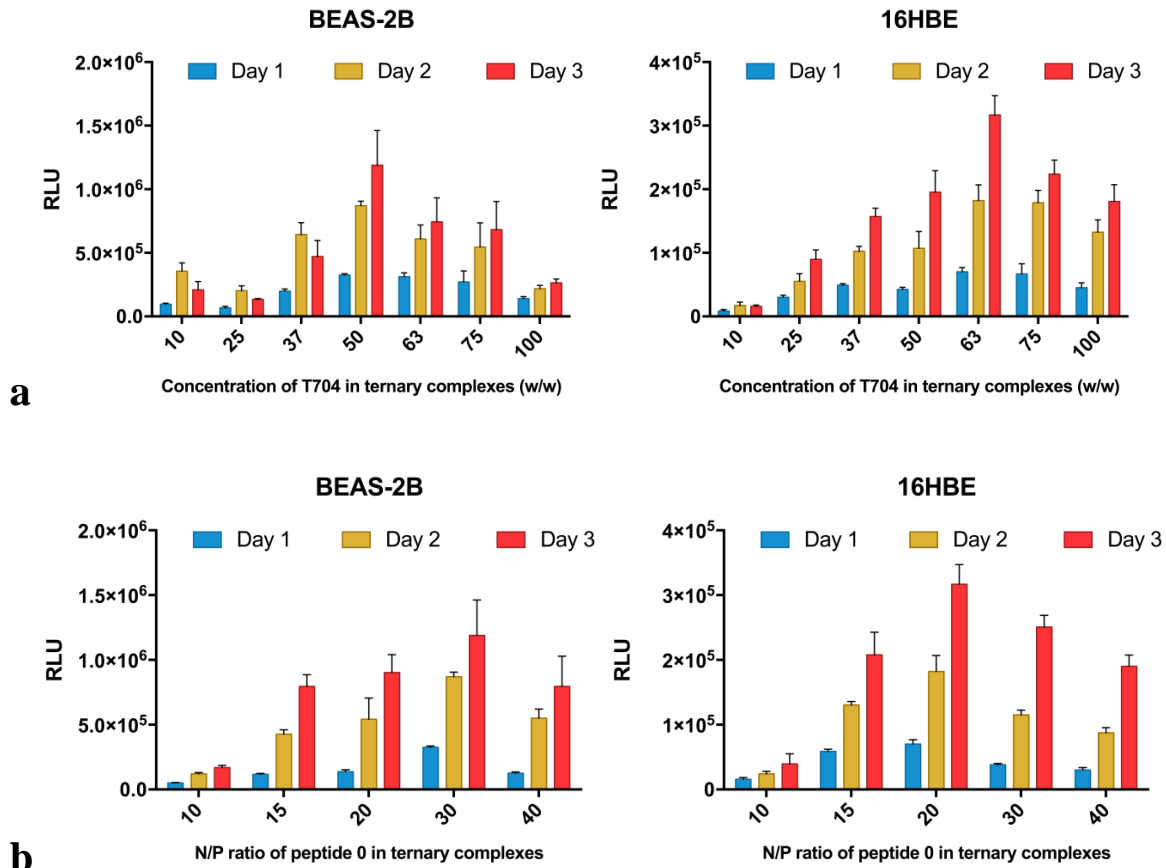 a
BEAS-2B
2.0×10⁶
1.5×10⁶
1.0×10⁶
5.0×10⁵
0.0
RLU
Day 1 Day 2 Day 3
10 25 37 50 63 75 100
Concentration of T704 in ternary complexes (w/w)
16HBE
4×10⁵
3×10⁵
2×10⁵
1×10⁵
0
RLU
Day 1 Day 2 Day 3
10 25 37 50 63 75 100
Concentration of T704 in ternary complexes (w/w)
b
BEAS-2B
2.0×10⁶
1.5×10⁶
1.0×10⁶
5.0×10⁵
0.0
RLU
Day 1 Day 2 Day 3
10 15 20 30 40
N/P ratio of peptide 0 in ternary complexes
16HBE
4×10⁵
3×10⁵
2×10⁵
1×10⁵
0
RLU
Day 1 Day 2 Day 3
10 15 20 30 40
N/P ratio of peptide 0 in ternary complexes